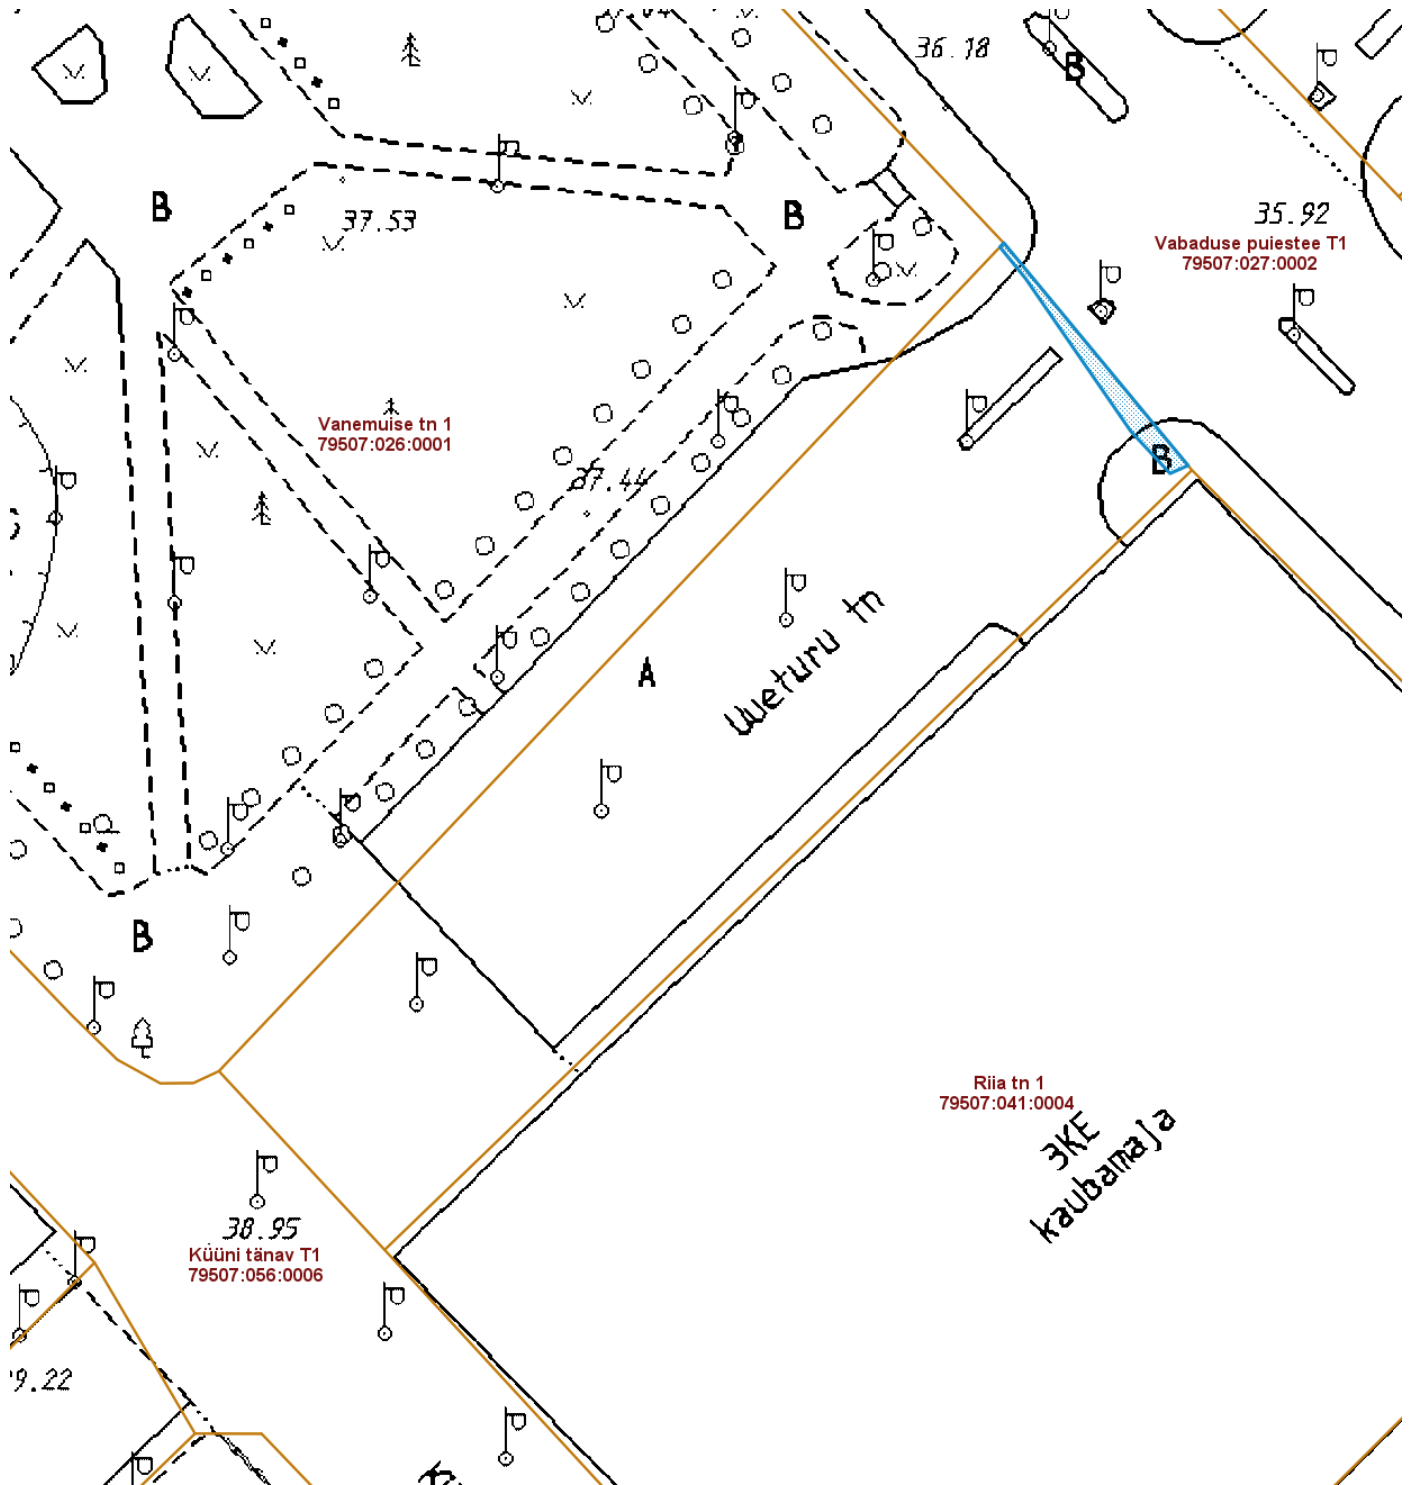 36.18
B
B
37.53
B
35.92
Vabaduse puiestee T1
79507:027:0002
Vanemuise tn 1
79507:026:0001
37.44
B
Uueturu tn
A
B
Riia tn 1
79507:041:0004
3KE
kaubamaja
38.95
Küüni tänav T1
79507:056:0006
9.22